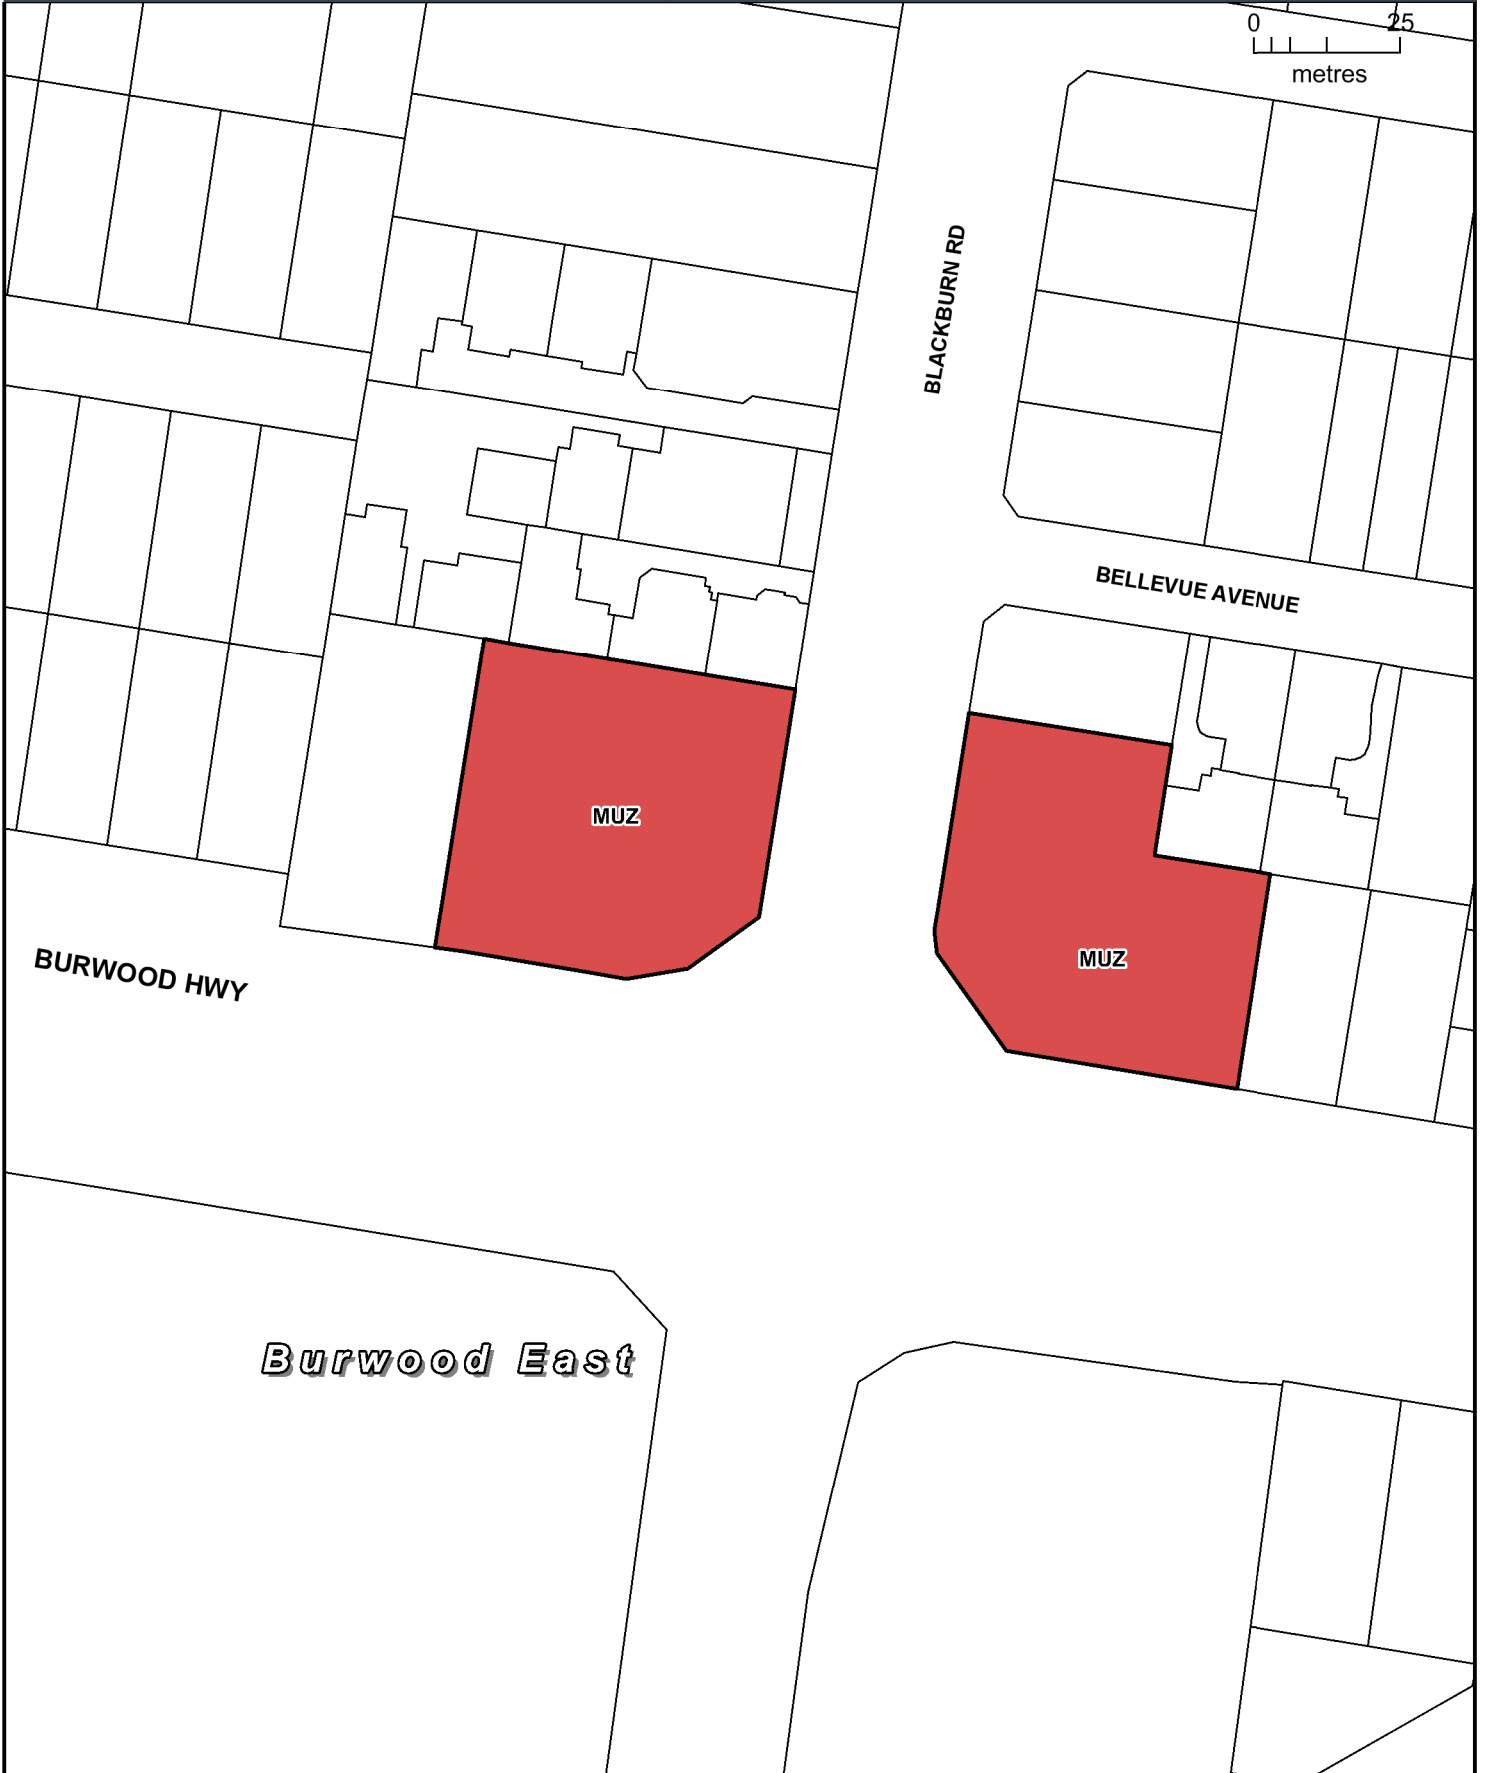 0 25
metres
BLACKBURN RD
BELLEVUE AVENUE
MUZ
MUZ
BURWOOD HWY
Burwood East